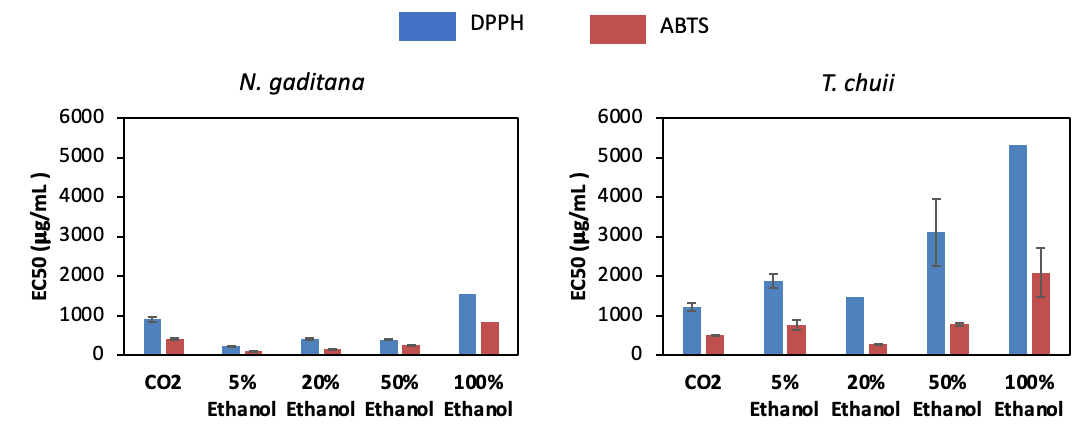 DPPH
ABTS
N. gaditana
6000
5000
4000
3000
2000
1000
0
EC50 (µg/mL )
CO2
5%
Ethanol
20%
Ethanol
50%
Ethanol
100%
Ethanol
T. chuii
6000
5000
4000
3000
2000
1000
0
EC50 (µg/mL )
CO2
5%
Ethanol
20%
Ethanol
50%
Ethanol
100%
Ethanol